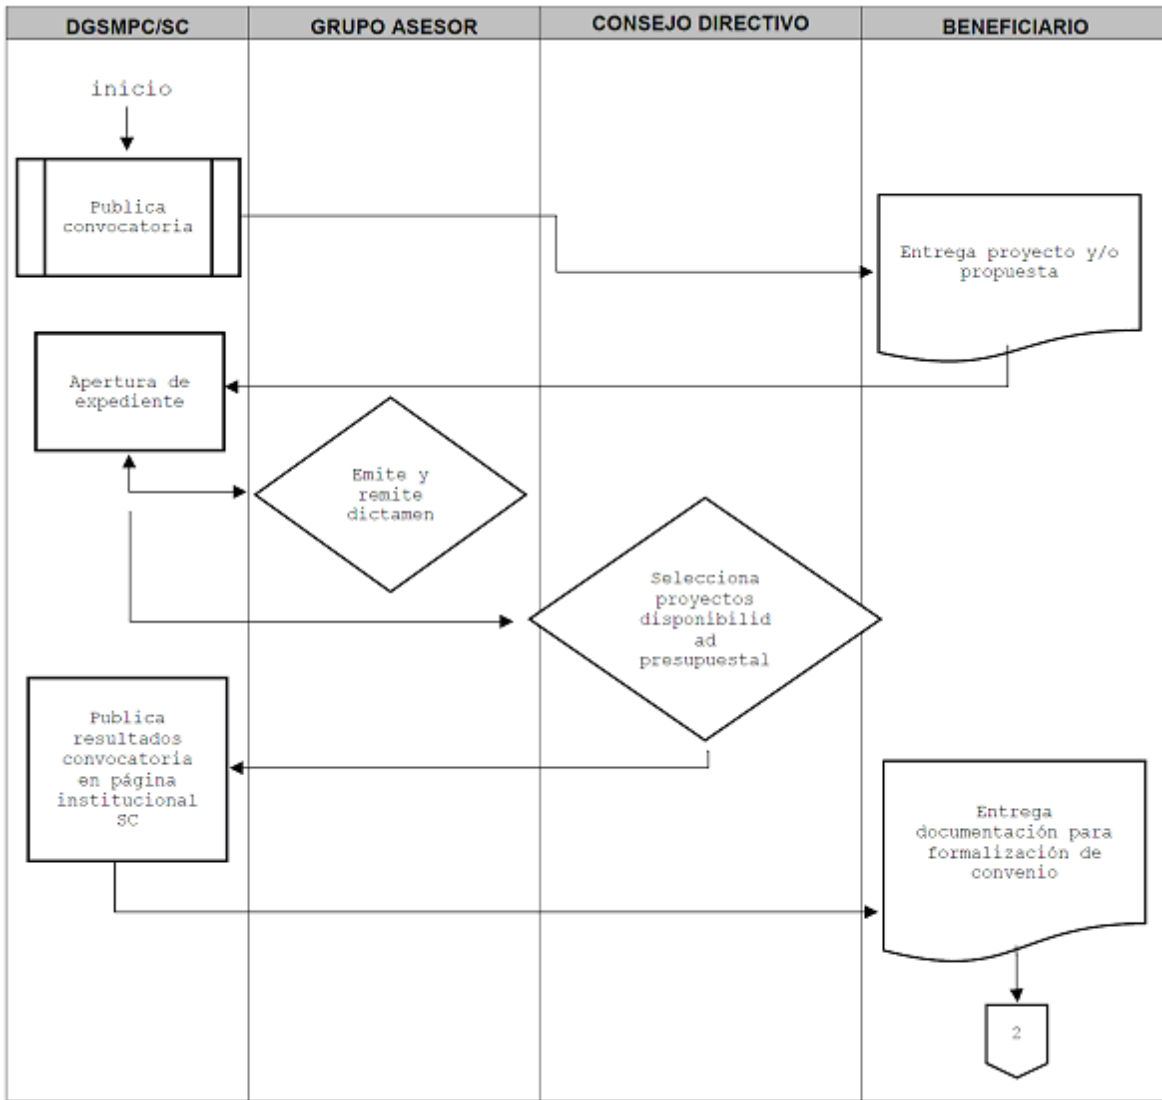 DGSMPC/SC
GRUPO ASESOR
CONSEJO DIRECTIVO
BENEFICIARIO
inicio
Publica
convocatoria
Entrega proyecto y/o
propuesta
Apertura de
expediente
Emite y
remite
dictamen
Selecciona
proyectos
disponibilid
ad
presupuestal
Publica
resultados
convocatoria
en página
institucional
SC
Entrega
documentación para
formalización de
convenio
2